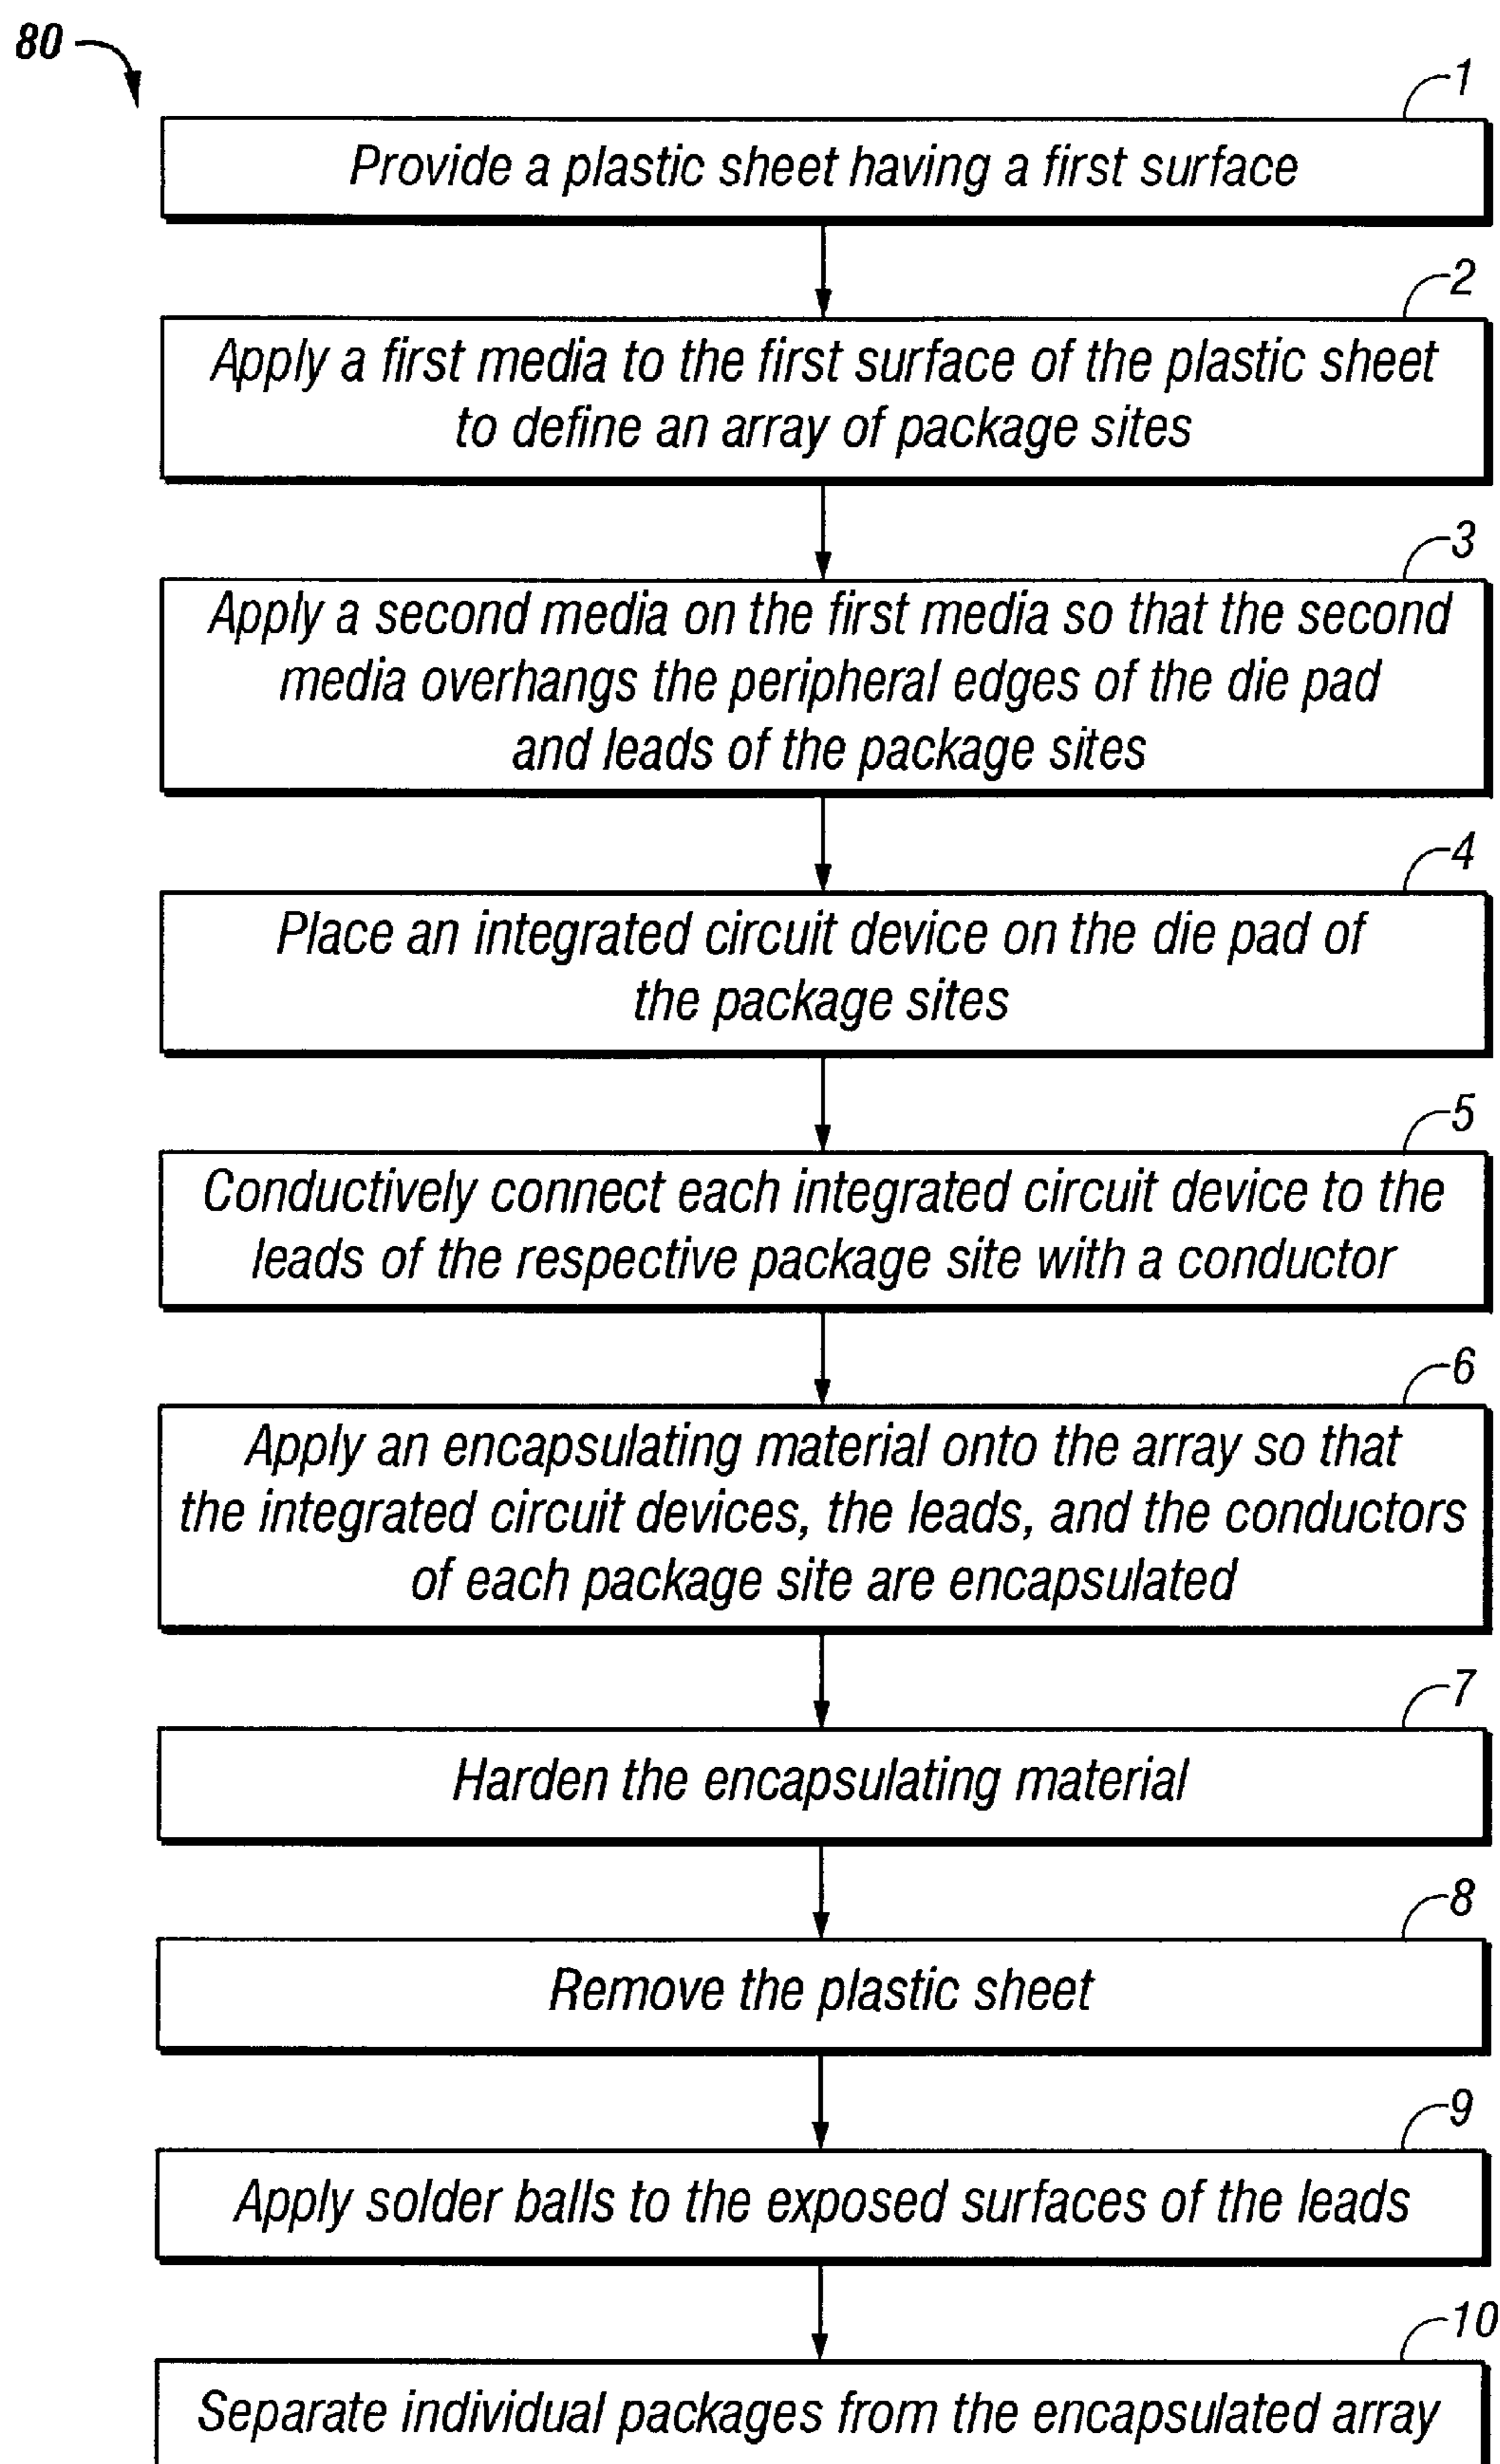 80
1
Provide a plastic sheet having a first surface
2
Apply a first media to the first surface of the plastic sheet
to define an array of package sites
3
Apply a second media on the first media so that the second
media overhangs the peripheral edges of the die pad
and leads of the package sites
4
Place an integrated circuit device on the die pad of
the package sites
5
Conductively connect each integrated circuit device to the
leads of the respective package site with a conductor
6
Apply an encapsulating material onto the array so that
the integrated circuit devices, the leads, and the conductors
of each package site are encapsulated
7
Harden the encapsulating material
8
Remove the plastic sheet
9
Apply solder balls to the exposed surfaces of the leads
10
Separate individual packages from the encapsulated array